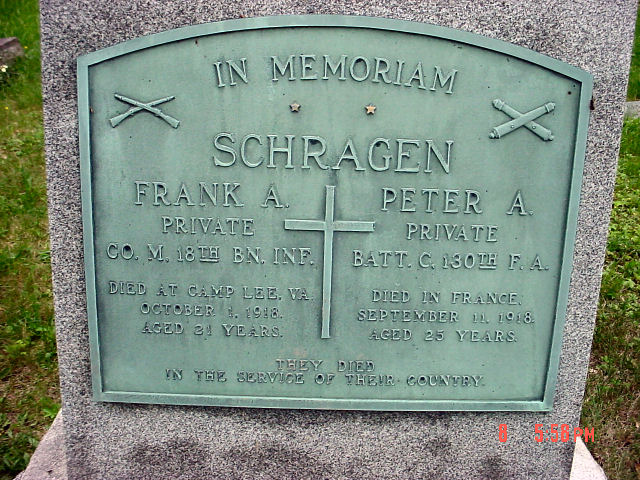 IN MEMORIAM
SCHRAGEN
FRANK A.
PRIVATE
CO. M, 18TH BN. INF.
DIED AT CAMP LEE, VA.
OCTOBER 1, 1918.
AGED 21 YEARS.
PETER A.
PRIVATE
BATT. C, 130TH F. A.
DIED IN FRANCE,
SEPTEMBER 11, 1918.
AGED 25 YEARS.
THEY DIED
IN THE SERVICE OF THEIR COUNTRY.
8 5:58PM